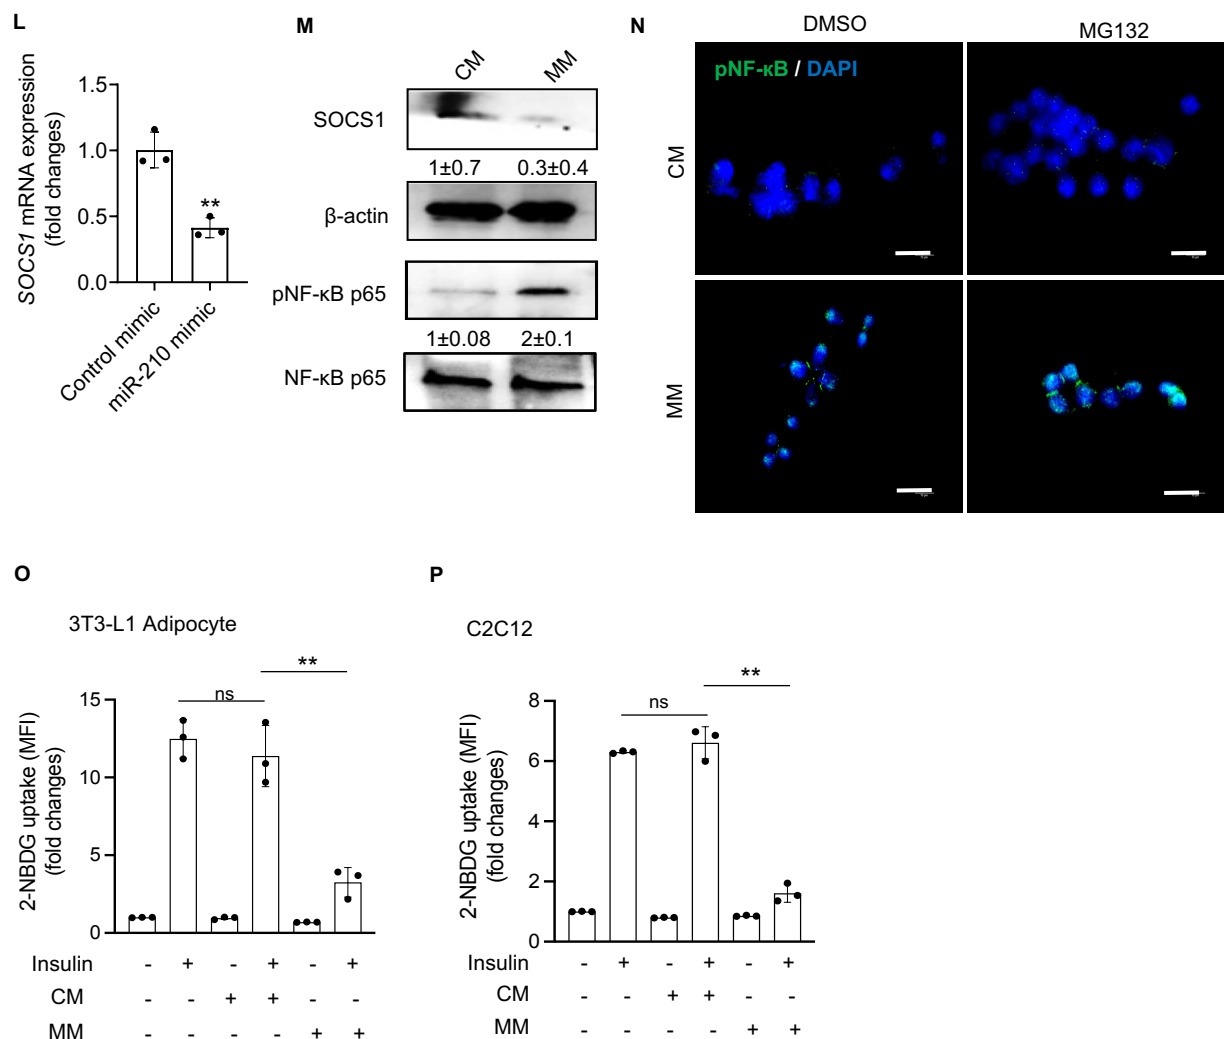 L
SOCS1 mRNA expression
(fold changes)
1.5
1.0
0.5
0.0
**
Control mimic
miR-210 mimic
M
CM
MM
SOCS1
1±0.7 0.3±0.4
β-actin
pNF-κB p65
1±0.08 2±0.1
NF-κB p65
N
DMSO
MG132
pNF-κB / DAPI
CM
MM
O
3T3-L1 Adipocyte
2-NBDG uptake (MFI)
(fold changes)
15
10
5
0
ns
**
Insulin - + - + - +
CM - - + + - -
MM - - - - + +
P
C2C12
2-NBDG uptake (MFI)
(fold changes)
8
6
4
2
0
ns
**
Insulin - + - + - +
CM - - + + - -
MM - - - - + +